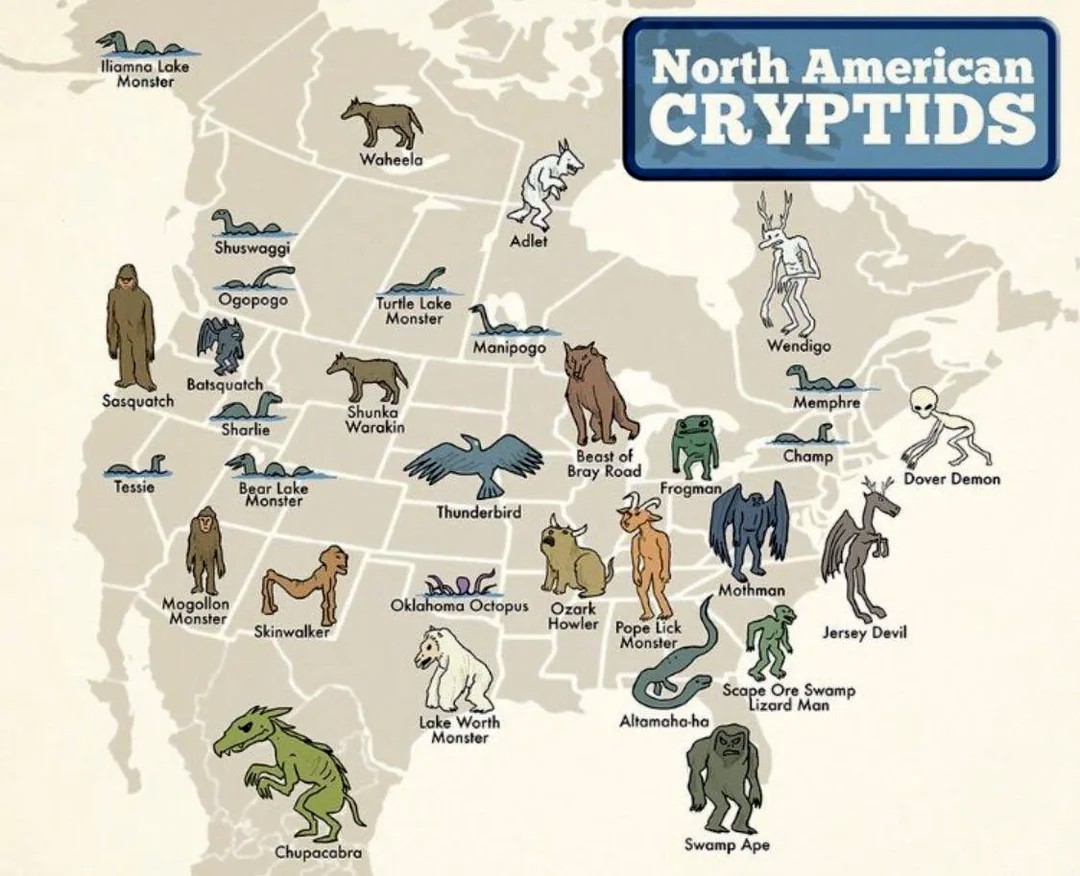 North American
CRYPTIDS
Iliamna Lake
Monster
Waheela
Adlet
Shuswaggi
Ogopogo
Turtle Lake
Monster
Manipogo
Wendigo
Sasquatch
Batsquatch
Sharlie
Shunka
Warakin
Beast of
Bray Road
Memphre
Champ
Frogman
Dover Demon
Tessie
Bear Lake
Monster
Thunderbird
Mogollon
Monster
Skinwalker
Oklahoma Octopus
Ozark
Howler
Pope Lick
Monster
Mothman
Jersey Devil
Lake Worth
Monster
Altamaha-ha
Scape Ore Swamp
Lizard Man
Chupacabra
Swamp Ape